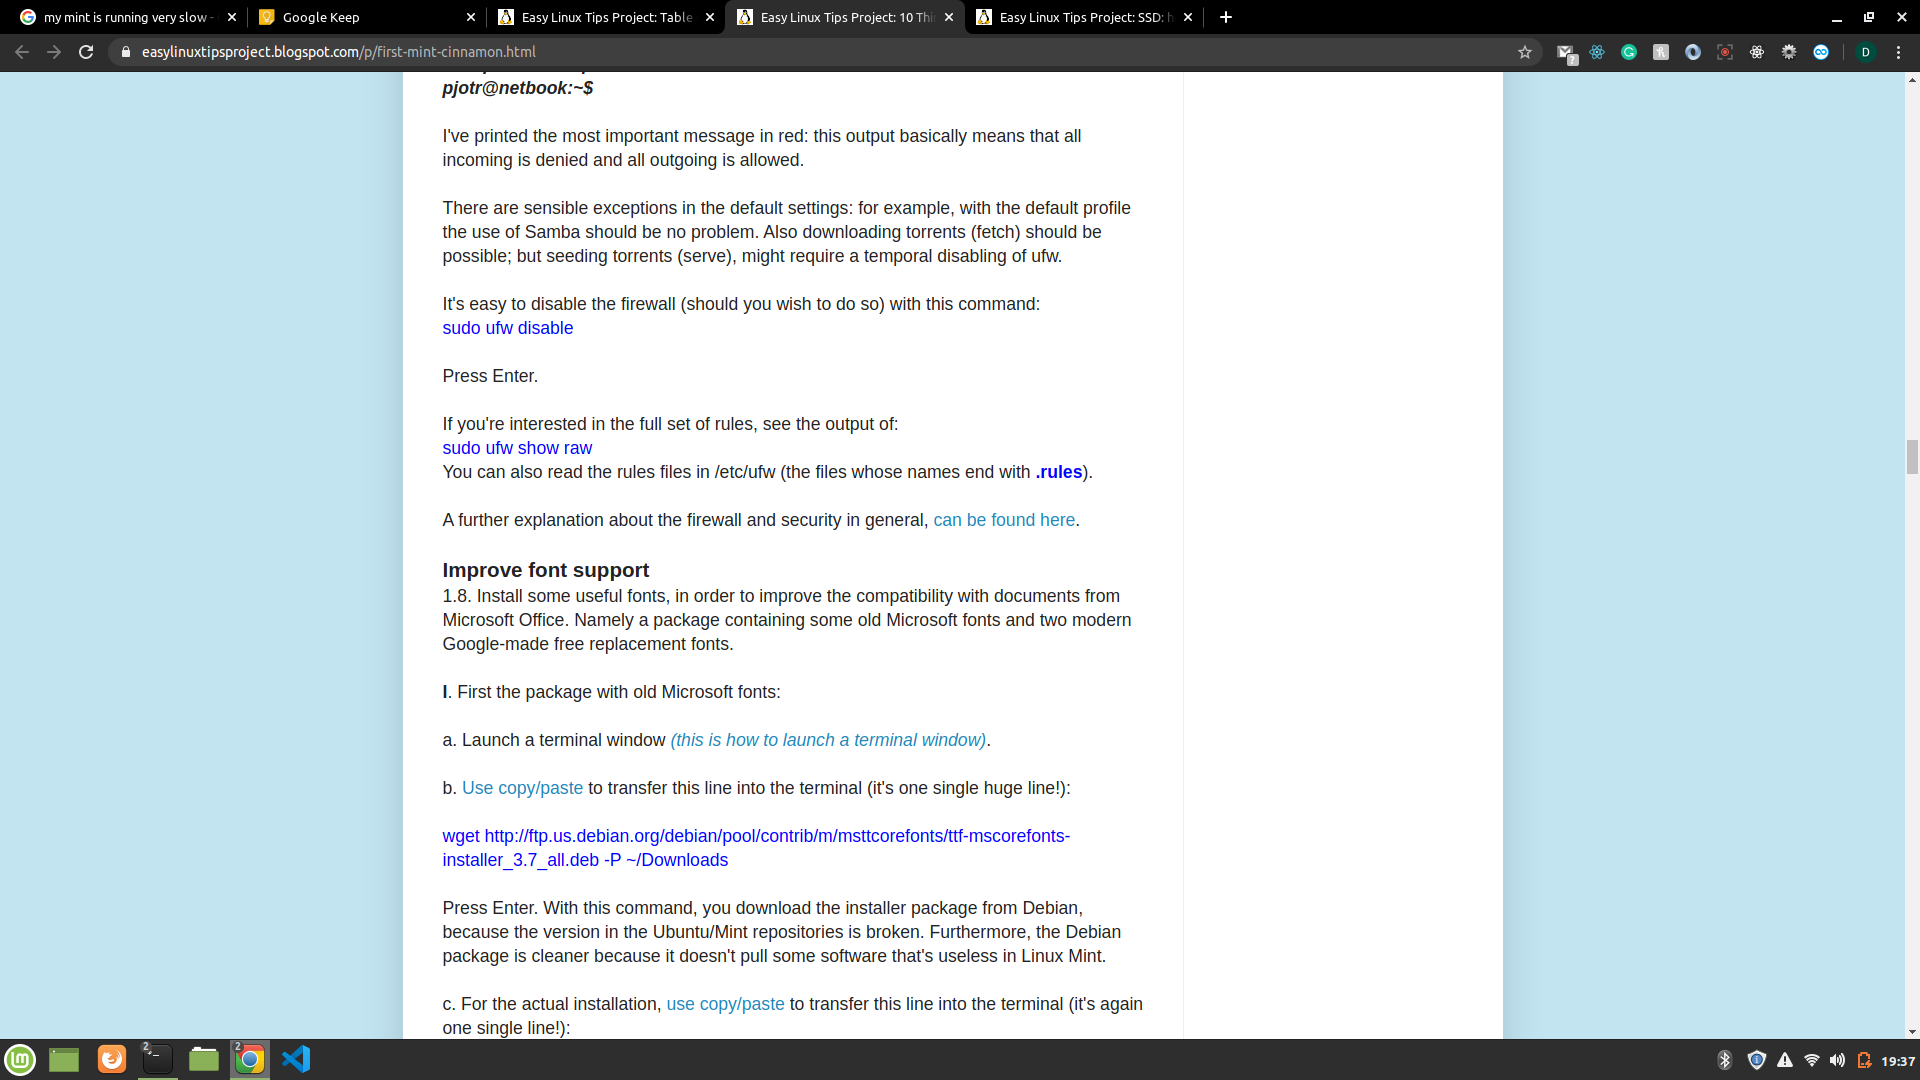 my mint is running very slow -
Google Keep
Easy Linux Tips Project: Table
Easy Linux Tips Project: 10 Thi
Easy Linux Tips Project: SSD: h
easylinuxtipsproject.blogspot.com/p/first-mint-cinnamon.html
?
D
pjotr@netbook:~$
I've printed the most important message in red: this output basically means that all
incoming is denied and all outgoing is allowed.
There are sensible exceptions in the default settings: for example, with the default profile
the use of Samba should be no problem. Also downloading torrents (fetch) should be
possible; but seeding torrents (serve), might require a temporal disabling of ufw.
It's easy to disable the firewall (should you wish to do so) with this command:
sudo ufw disable
Press Enter.
If you're interested in the full set of rules, see the output of:
sudo ufw show raw
You can also read the rules files in /etc/ufw (the files whose names end with .rules).
A further explanation about the firewall and security in general, can be found here.
Improve font support
1.8. Install some useful fonts, in order to improve the compatibility with documents from
Microsoft Office. Namely a package containing some old Microsoft fonts and two modern
Google-made free replacement fonts.
I. First the package with old Microsoft fonts:
a. Launch a terminal window (this is how to launch a terminal window).
b. Use copy/paste to transfer this line into the terminal (it's one single huge line!):
wget http://ftp.us.debian.org/debian/pool/contrib/m/msttcorefonts/ttf-mscorefonts-
installer_3.7_all.deb -P ~/Downloads
Press Enter. With this command, you download the installer package from Debian,
because the version in the Ubuntu/Mint repositories is broken. Furthermore, the Debian
package is cleaner because it doesn't pull some software that's useless in Linux Mint.
c. For the actual installation, use copy/paste to transfer this line into the terminal (it's again
one single line!):
2
2
19:37